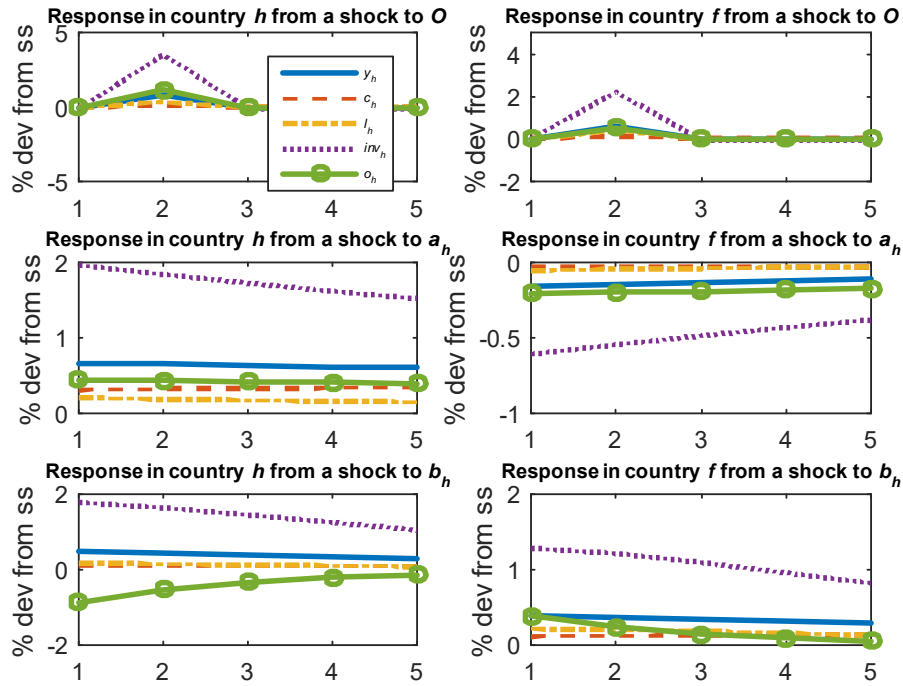 Response in country h from a shock to O
% dev from ss
5
0
-5
1 2 3 4 5
y_h
c_h
l_h
inv_h
o_h
Response in country f from a shock to O
% dev from ss
4
2
0
-2
1 2 3 4 5
Response in country h from a shock to a_h
% dev from ss
2
1
0
1 2 3 4 5
Response in country f from a shock to a_h
% dev from ss
0
-0.5
-1
1 2 3 4 5
Response in country h from a shock to b_h
% dev from ss
2
0
-2
1 2 3 4 5
Response in country f from a shock to b_h
% dev from ss
2
1
0
1 2 3 4 5